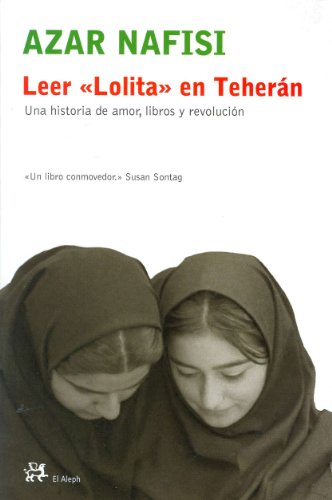 AZAR NAFISI
Leer «Lolita» en Teherán
Una historia de amor, libros y revolución
«Un libro conmovedor.» Susan Sontag
El Aleph